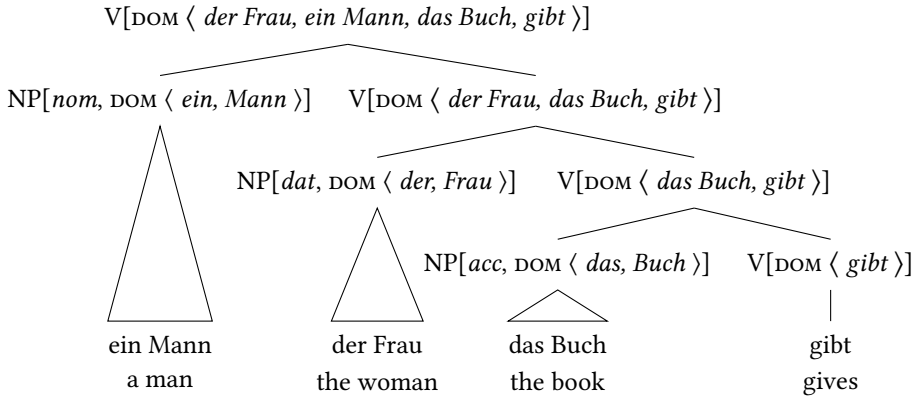 V[DOM ⟨ der Frau, ein Mann, das Buch, gibt ⟩]
NP[nom, DOM ⟨ ein, Mann ⟩] V[DOM ⟨ der Frau, das Buch, gibt ⟩]
NP[dat, DOM ⟨ der, Frau ⟩] V[DOM ⟨ das Buch, gibt ⟩]
NP[acc, DOM ⟨ das, Buch ⟩] V[DOM ⟨ gibt ⟩]
ein Mann der Frau das Buch gibt
a man the woman the book gives